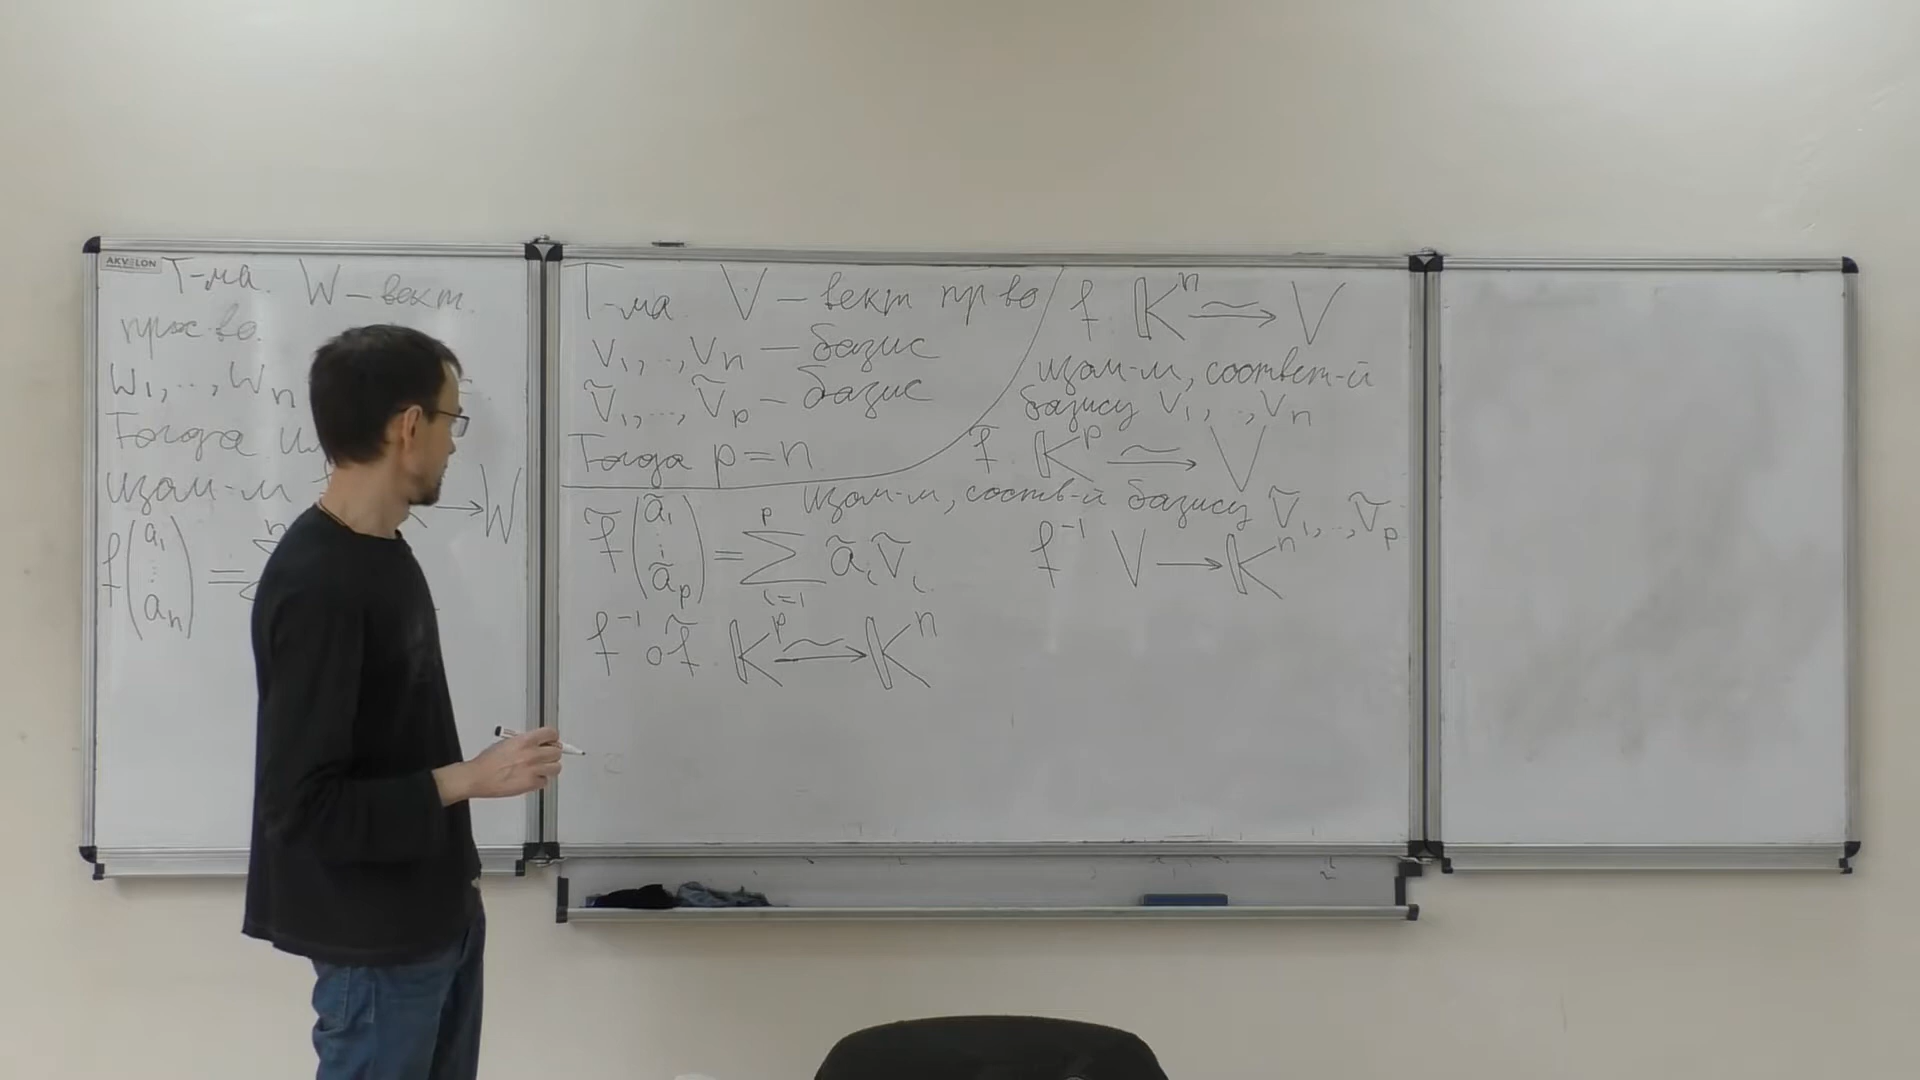 AKVELON
Т-ма. W – вект.
пр-во.
w₁, .., wₙ
Тогда
изом-м → W
f(a₁ ⋮ aₙ) =
Т-ма V – вект пр во
v₁, .., vₙ – базис
ṽ₁, ..., ṽₚ – базис
Тогда p=n
f 𝕂ⁿ ⥲ V
изом-м, соответ-й
базису v₁, .., vₙ
f̃ 𝕂ᵖ ⥲ V
изом-м, соотв-й базису ṽ₁, .., ṽₚ
f̃(ã₁ ⋮ ãₚ) = ∑ᵖᵢ₌₁ ãᵢṽᵢ
f⁻¹ V → 𝕂ⁿ
f⁻¹∘f̃ 𝕂ᵖ ⥲ 𝕂ⁿ